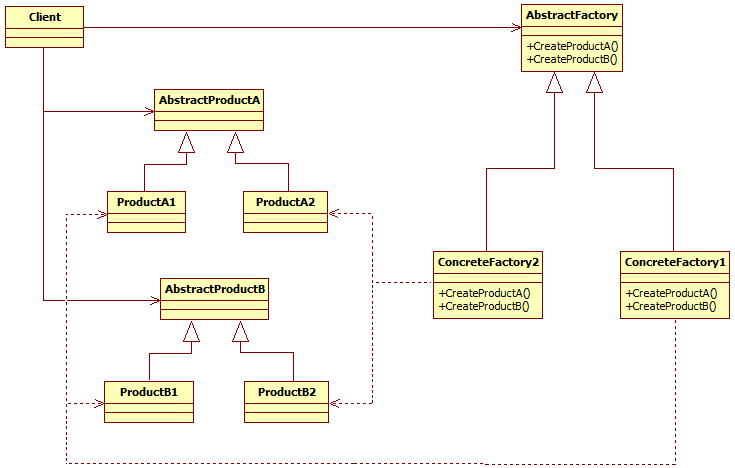 Client
AbstractFactory
+CreateProductA()
+CreateProductB()
AbstractProductA
ProductA1
ProductA2
ConcreteFactory2
+CreateProductA()
+CreateProductB()
ConcreteFactory1
+CreateProductA()
+CreateProductB()
AbstractProductB
ProductB1
ProductB2